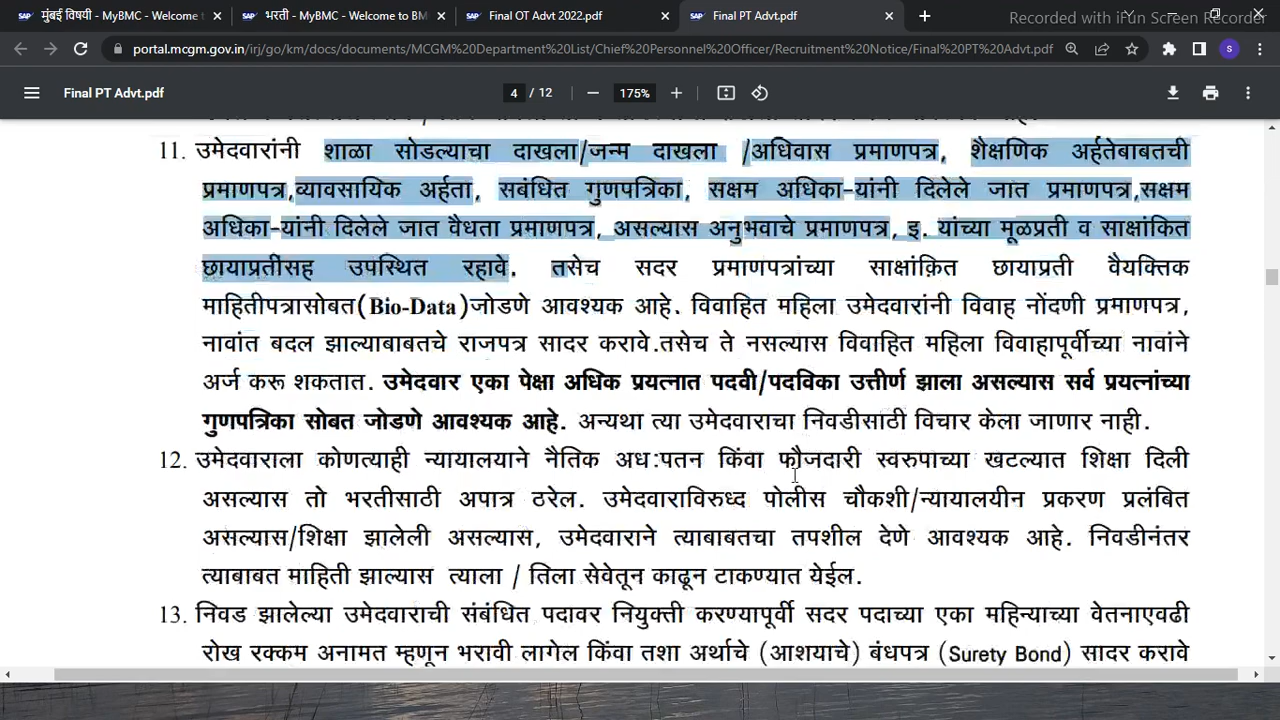 मुंबई विषयी - MyBMC - Welcome t
भरती - MyBMC - Welcome to BM
Final OT Advt 2022.pdf
Final PT Advt.pdf
Recorded with iFun Screen Recorder
portal.mcgm.gov.in/irj/go/km/docs/documents/MCGM%20Department%20List/Chief%20Personnel%20Officer/Recruitment%20Notice/Final%20PT%20Advt.pdf
S
Final PT Advt.pdf
4 / 12
175%
11. उमेदवारांनी शाळा सोडल्याचा दाखला/जन्म दाखला /अधिवास प्रमाणपत्र, शैक्षणिक अर्हतेबाबतची
प्रमाणपत्र,व्यावसायिक अर्हता, सबंधित गुणपत्रिका, सक्षम अधिका-यांनी दिलेले जात प्रमाणपत्र,सक्षम
अधिका-यांनी दिलेले जात वैधता प्रमाणपत्र, असल्यास अनुभवाचे प्रमाणपत्र, इ. यांच्या मूळप्रती व साक्षांकित
छायाप्रतीसह उपस्थित रहावे. तसेच सदर प्रमाणपत्रांच्या साक्षांक़ित छायाप्रती वैयक्तिक
माहितीपत्रासोबत(Bio-Data)जोडणे आवश्यक आहे. विवाहित महिला उमेदवारांनी विवाह नोंदणी प्रमाणपत्र,
नावांत बदल झाल्याबाबतचे राजपत्र सादर करावे.तसेच ते नसल्यास विवाहित महिला विवाहापूर्वीच्या नावांने
अर्ज करू शकतात. उमेदवार एका पेक्षा अधिक प्रयत्नात पदवी/पदविका उत्तीर्ण झाला असल्यास सर्व प्रयत्नांच्या
गुणपत्रिका सोबत जोडणे आवश्यक आहे. अन्यथा त्या उमेदवाराचा निवडीसाठी विचार केला जाणार नाही.
12. उमेदवाराला कोणत्याही न्यायालयाने नैतिक अध:पतन किंवा फौजदारी स्वरुपाच्या खटल्यात शिक्षा दिली
असल्यास तो भरतीसाठी अपात्र ठरेल. उमेदवाराविरुध्द पोलीस चौकशी/न्यायालयीन प्रकरण प्रलंबित
असल्यास/शिक्षा झालेली असल्यास, उमेदवाराने त्याबाबतचा तपशील देणे आवश्यक आहे. निवडीनंतर
त्याबाबत माहिती झाल्यास त्याला / तिला सेवेतून काढून टाकण्यात येईल.
13. निवड झालेल्या उमेदवाराची संबंधित पदावर नियुक्ती करण्यापूर्वी सदर पदाच्या एका महिन्याच्या वेतनाएवढी
रोख रक्कम अनामत म्हणून भरावी लागेल किंवा तशा अर्थाचे (आशयाचे) बंधपत्र (Surety Bond) सादर करावे